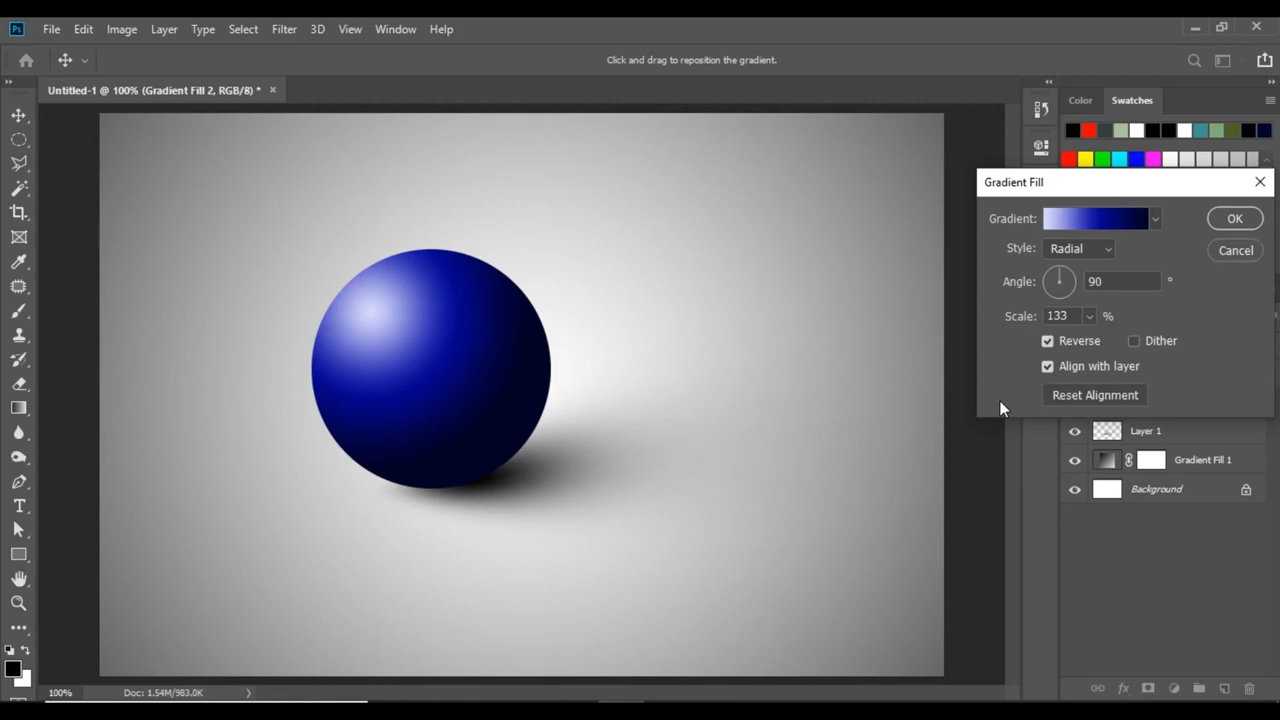 Ps File Edit Image Layer Type Select Filter 3D View Window Help
Click and drag to reposition the gradient.
Untitled-1 @ 100% (Gradient Fill 2, RGB/8) *
Color Swatches
Gradient Fill
Gradient: OK
Style: Radial Cancel
Angle: 90 °
Scale: 133 %
Reverse Dither
Align with layer
Reset Alignment
Layer 1
Gradient Fill 1
Background
T
100% Doc: 1.54M/983.0K
fx